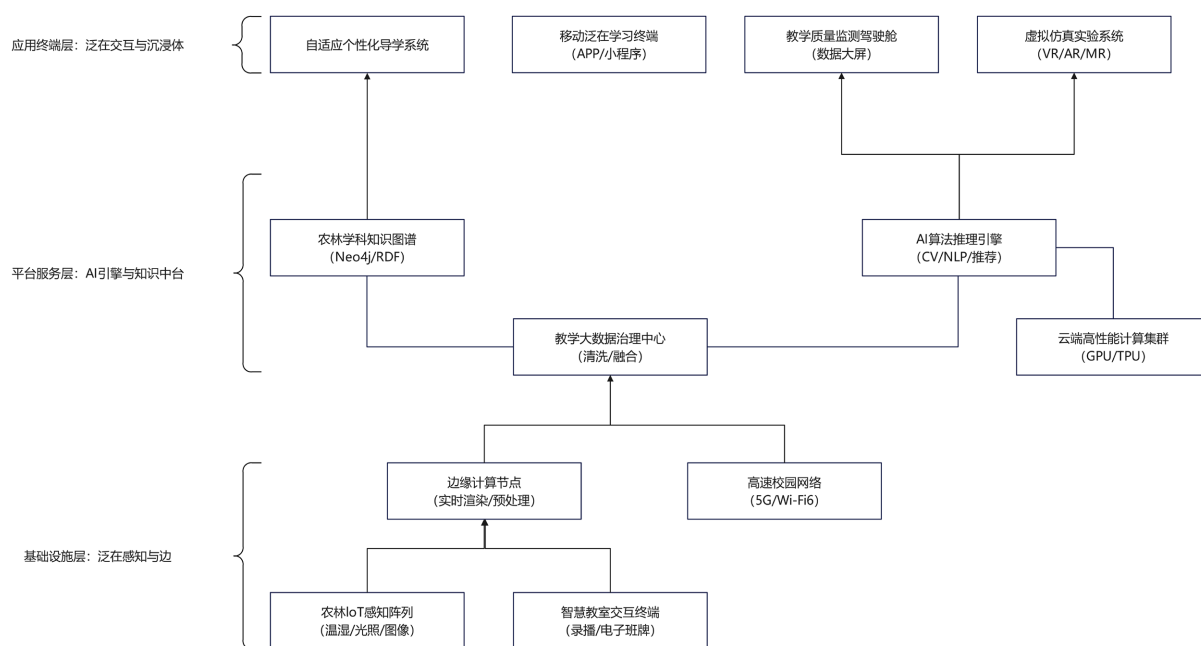 应用终端层：泛在交互与沉浸体
自适应个性化导学系统
移动泛在学习终端
（APP/小程序）
教学质量监测驾驶舱
（数据大屏）
虚拟仿真实验系统
（VR/AR/MR）
平台服务层：AI引擎与知识中台
农林学科知识图谱
（Neo4j/RDF）
AI算法推理引擎
（CV/NLP/推荐）
教学大数据治理中心
（清洗/融合）
云端高性能计算集群
（GPU/TPU）
基础设施层：泛在感知与边
边缘计算节点
（实时渲染/预处理）
高速校园网络
（5G/Wi-Fi6）
农林IoT感知阵列
（温湿/光照/图像）
智慧教室交互终端
（录播/电子班牌）